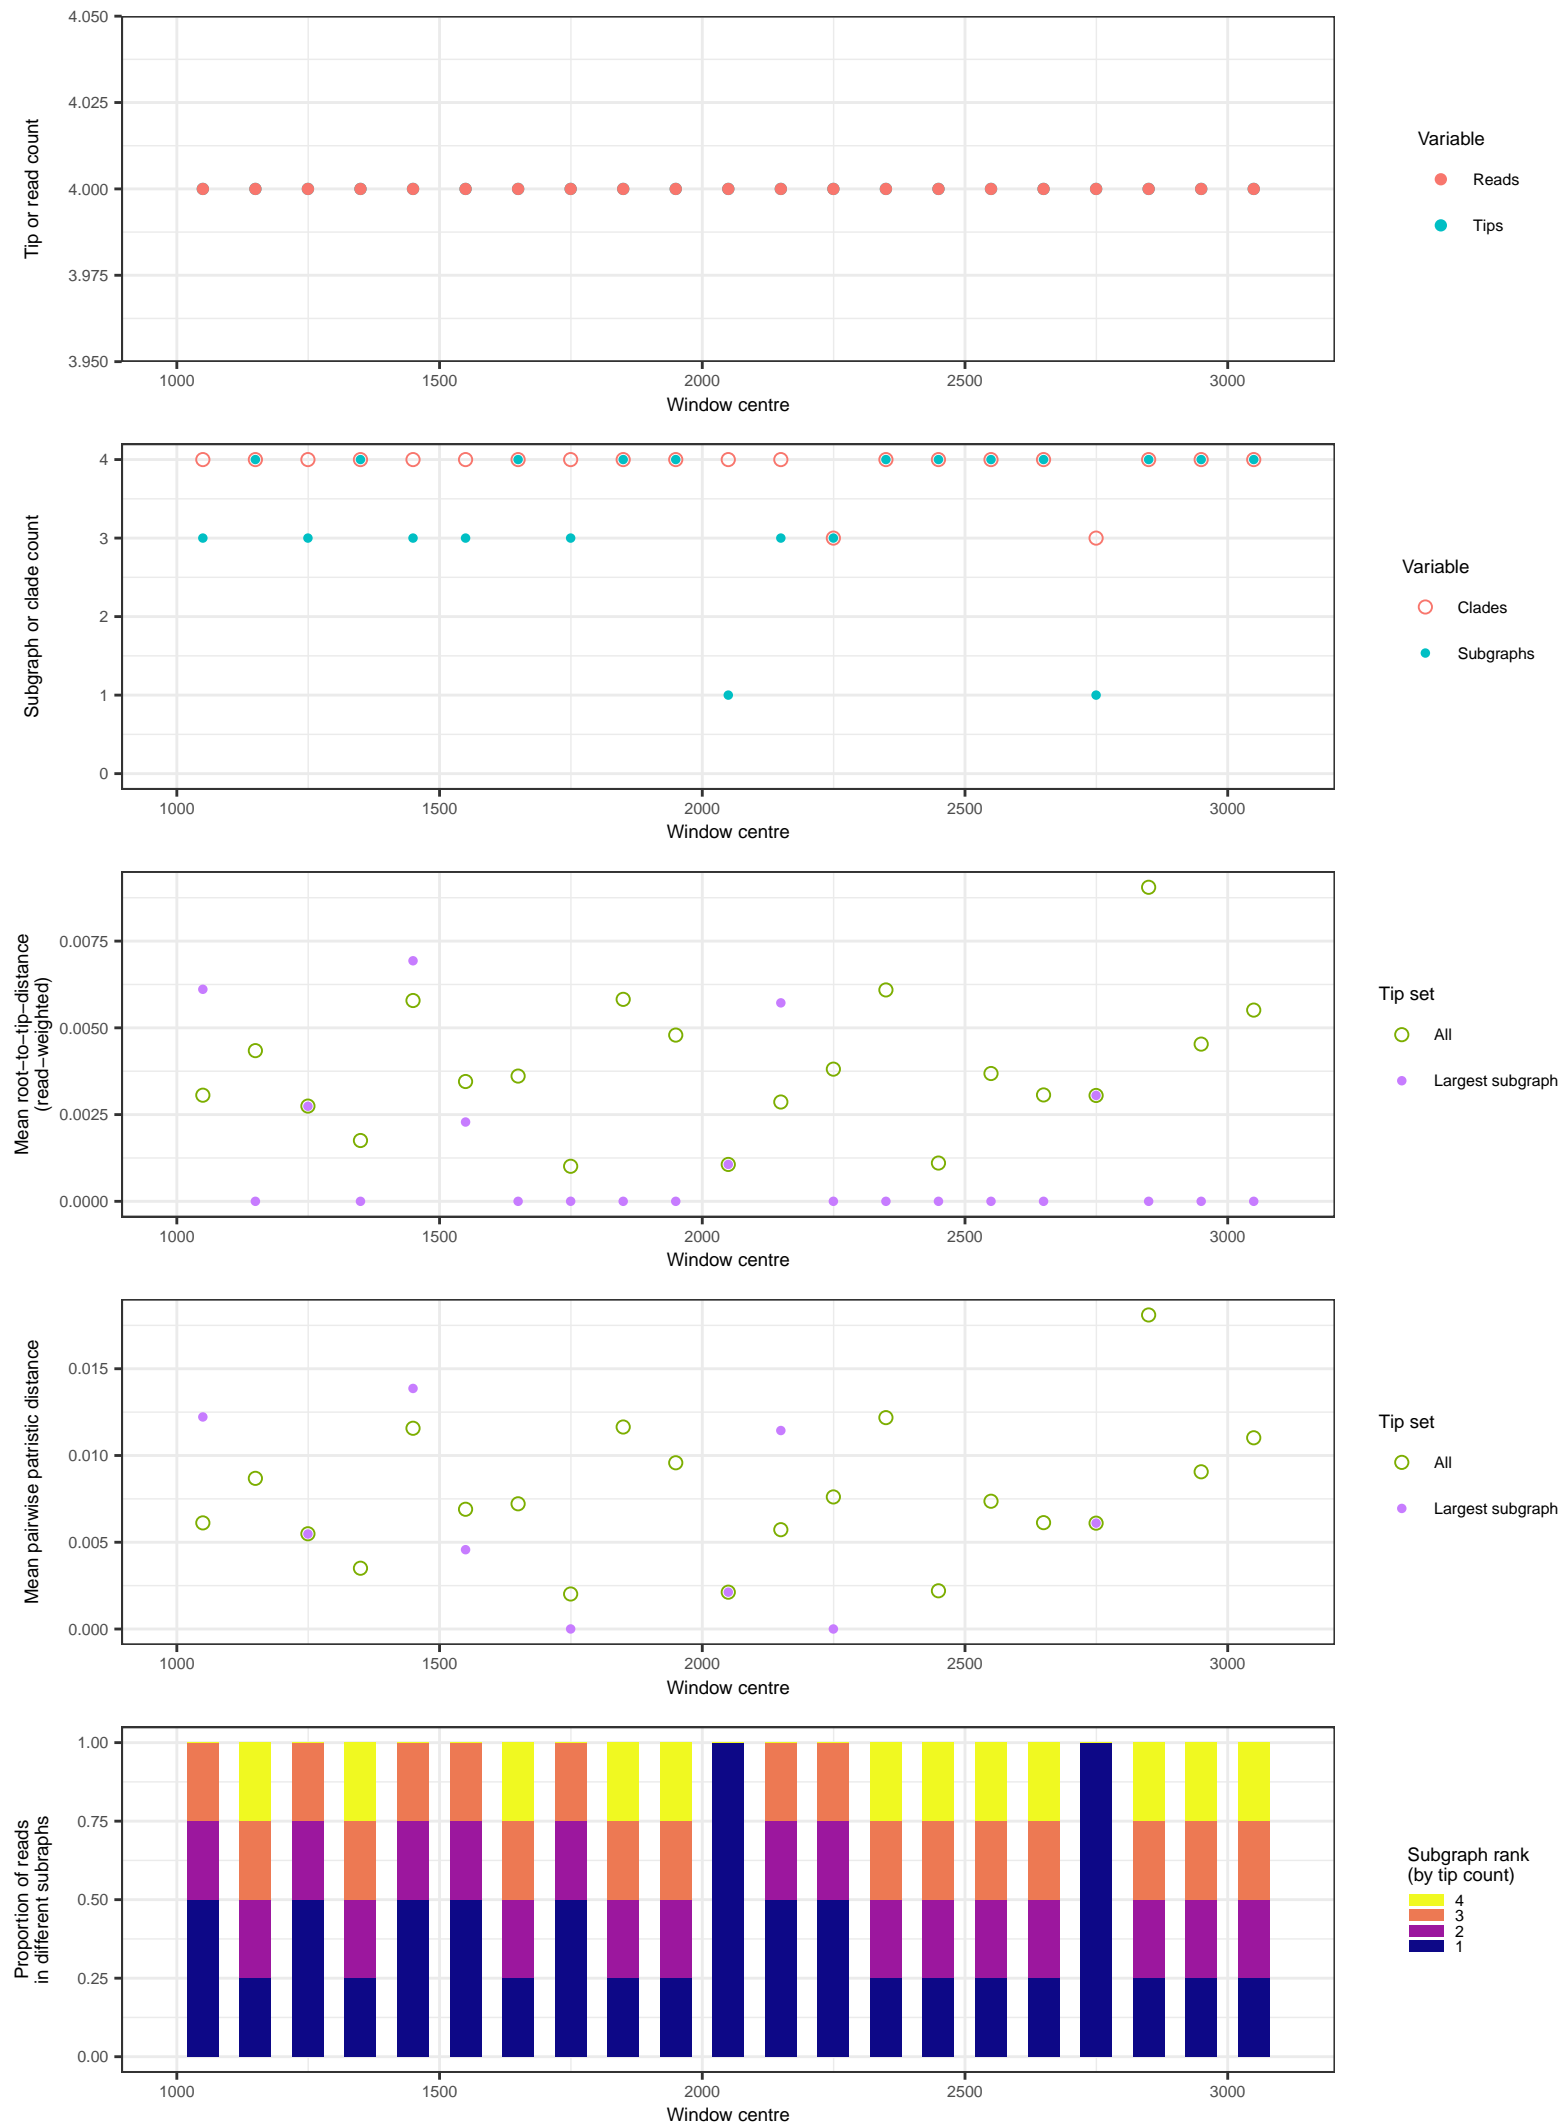 4.050
4.025
4.000
3.975
3.950
Tip or read count
1000 1500 2000 2500 3000
Window centre
Variable
Reads
Tips
4
3
2
1
0
Subgraph or clade count
1000 1500 2000 2500 3000
Window centre
Variable
Clades
Subgraphs
0.0075
0.0050
0.0025
0.0000
Mean root−to−tip−distance
(read−weighted)
1000 1500 2000 2500 3000
Window centre
Tip set
All
Largest subgraph
0.015
0.010
0.005
0.000
Mean pairwise patristic distance
1000 1500 2000 2500 3000
Window centre
Tip set
All
Largest subgraph
1.00
0.75
0.50
0.25
0.00
Proportion of reads
in different subraphs
1000 1500 2000 2500 3000
Window centre
Subgraph rank
(by tip count)
4
3
2
1